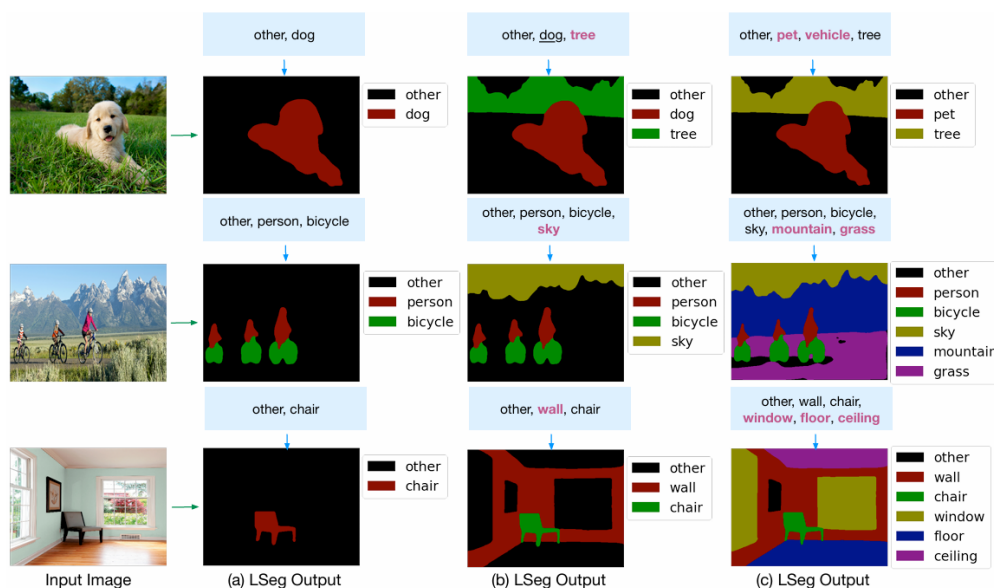 other, dog
other, dog, tree
other, pet, vehicle, tree
other
dog
other
dog
tree
other
pet
tree
other, person, bicycle
other, person, bicycle,
sky
other, person, bicycle,
sky, mountain, grass
other
person
bicycle
other
person
bicycle
sky
other
person
bicycle
sky
mountain
grass
other, chair
other, wall, chair
other, wall, chair,
window, floor, ceiling
other
chair
other
wall
chair
other
wall
chair
window
floor
ceiling
Input Image
(a) LSeg Output
(b) LSeg Output
(c) LSeg Output